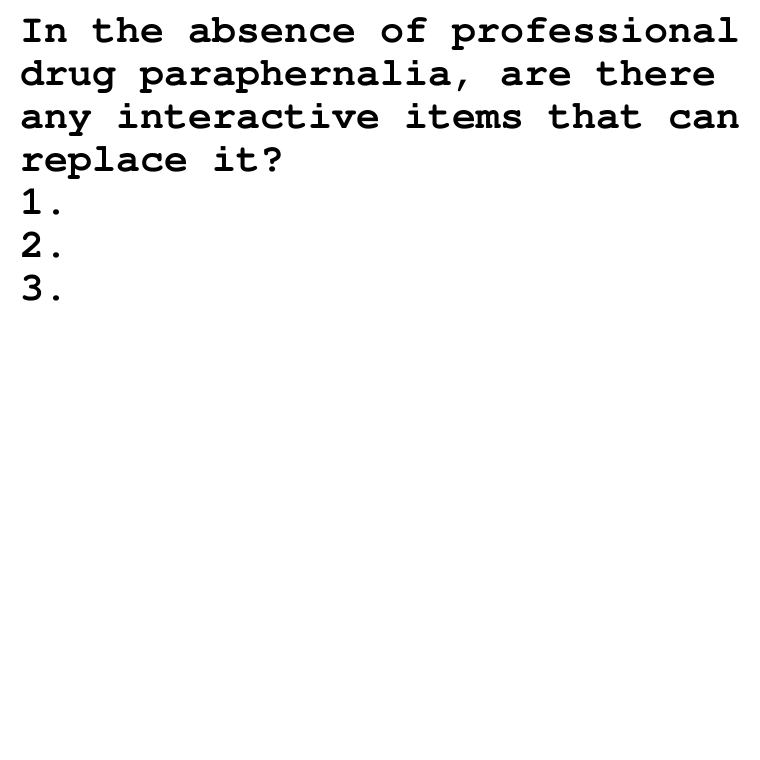 In the absence of professional
drug paraphernalia, are there
any interactive items that can
replace it?
1.
2.
3.